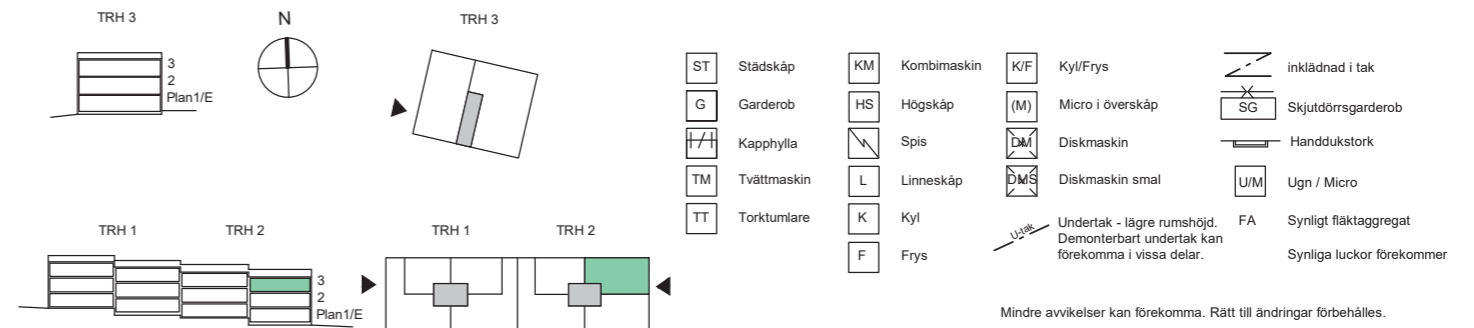 TRH 3
N
TRH 3
3
2
Plan1/E
ST Städskåp
G Garderob
Kapphylla
TM Tvättmaskin
TT Torktumlare
KM Kombimaskin
HS Högskåp
Spis
L Linneskåp
K Kyl
F Frys
K/F Kyl/Frys
(M) Micro i överskåp
DM Diskmaskin
DMS Diskmaskin smal
U-tak Undertak - lägre rumshöjd.
Demonterbart undertak kan
förekomma i vissa delar.
inklädnad i tak
SG Skjutdörrsgarderob
Handdukstork
U/M Ugn / Micro
FA Synligt fläktaggregat
Synliga luckor förekommer
TRH 1
TRH 2
3
2
Plan1/E
TRH 1
TRH 2
Mindre avvikelser kan förekomma. Rätt till ändringar förbehålles.